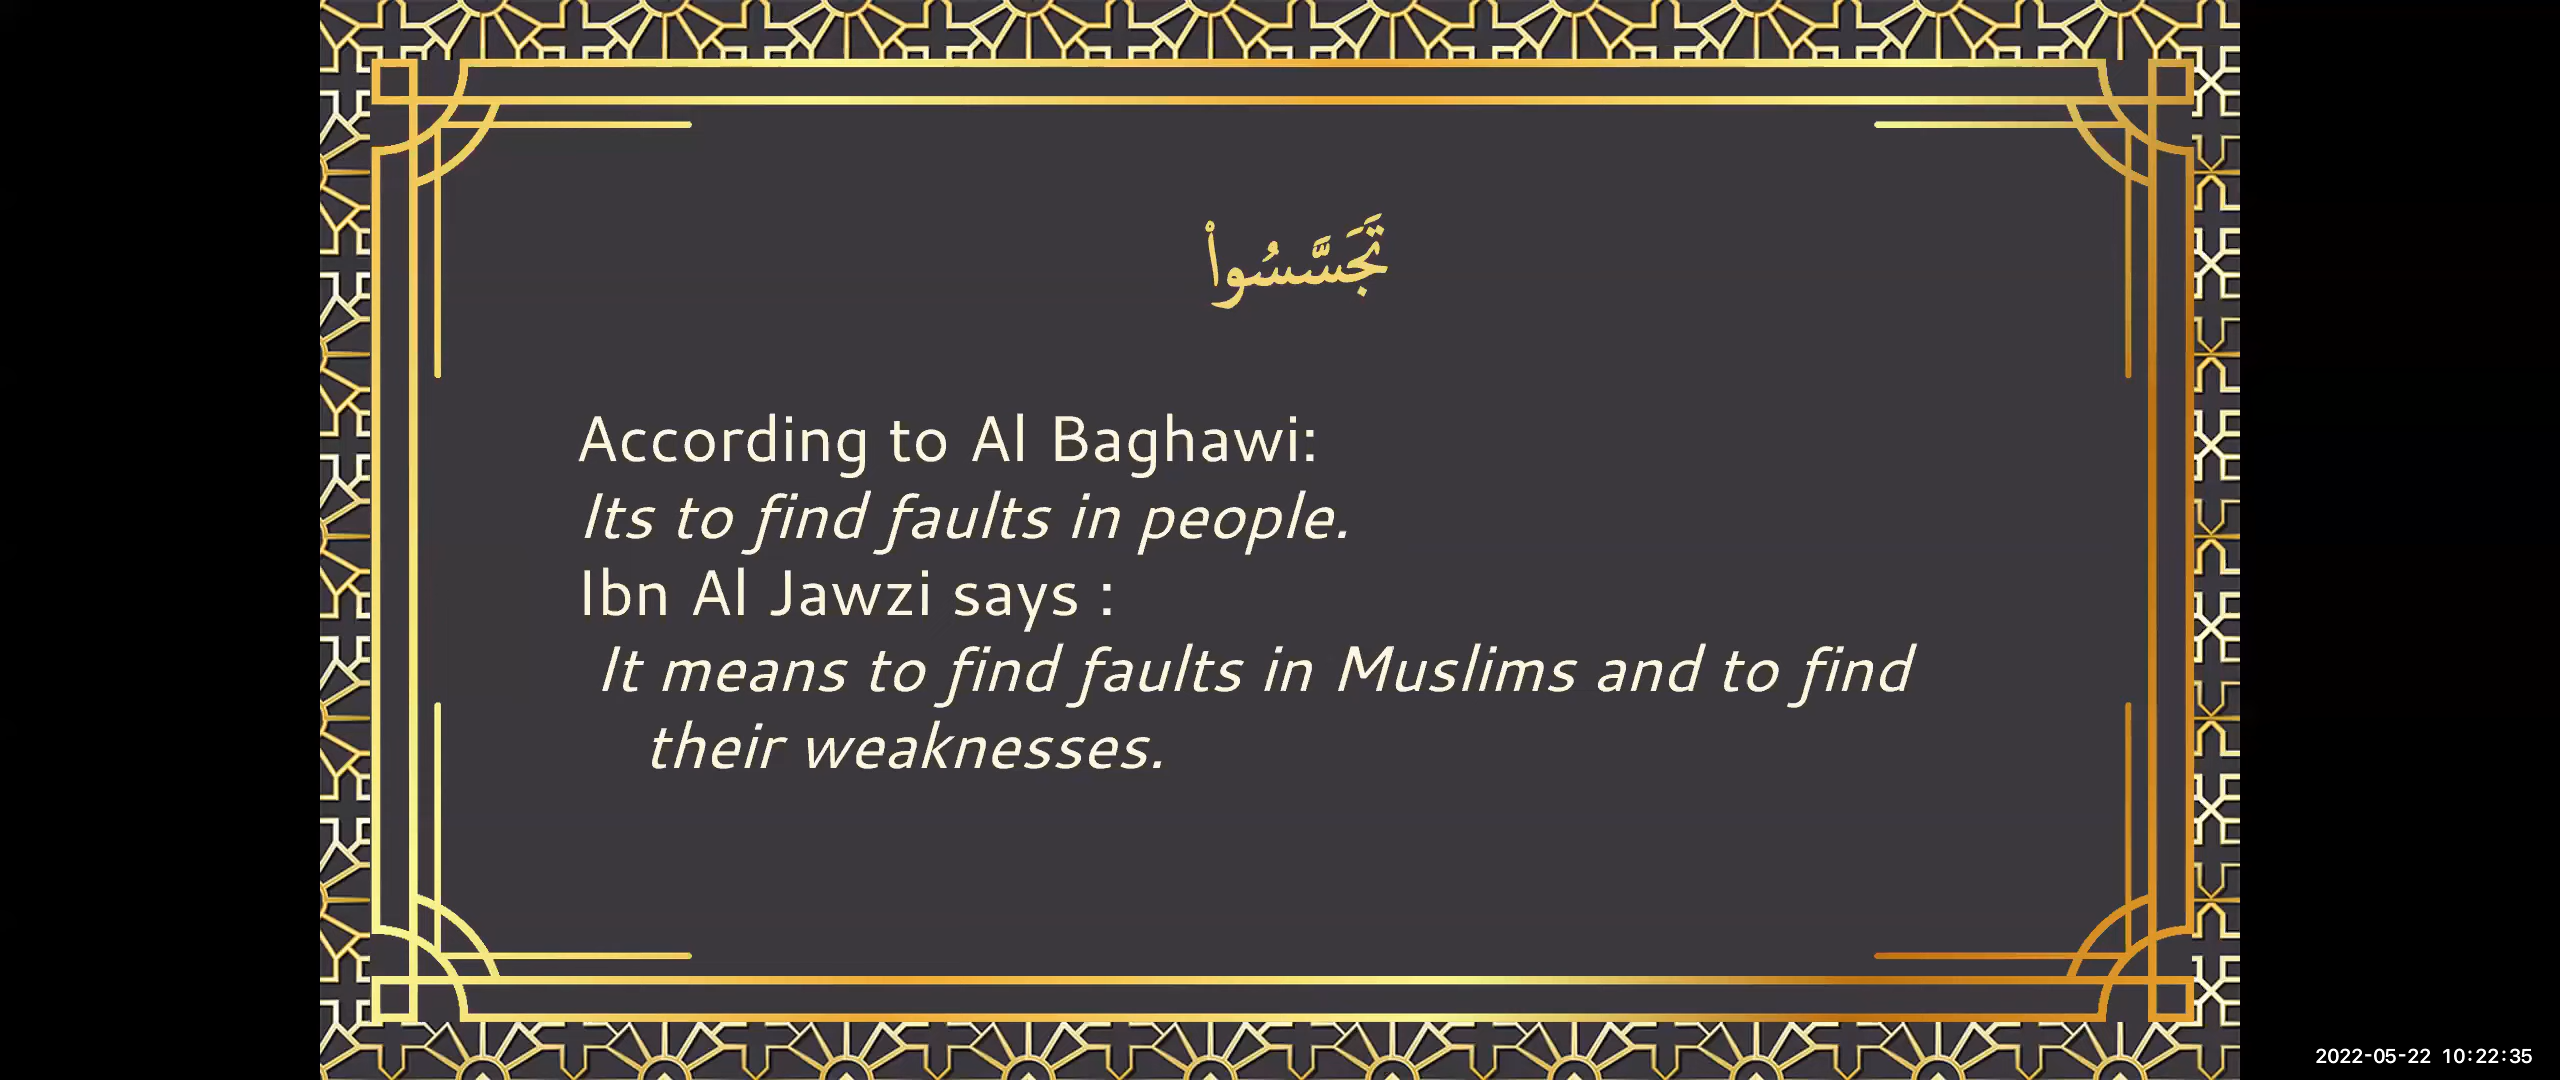 تَجَسَّسُواْ
According to Al Baghawi:
Its to find faults in people.
Ibn Al Jawzi says :
It means to find faults in Muslims and to find
their weaknesses.
2022-05-22 10:22:35